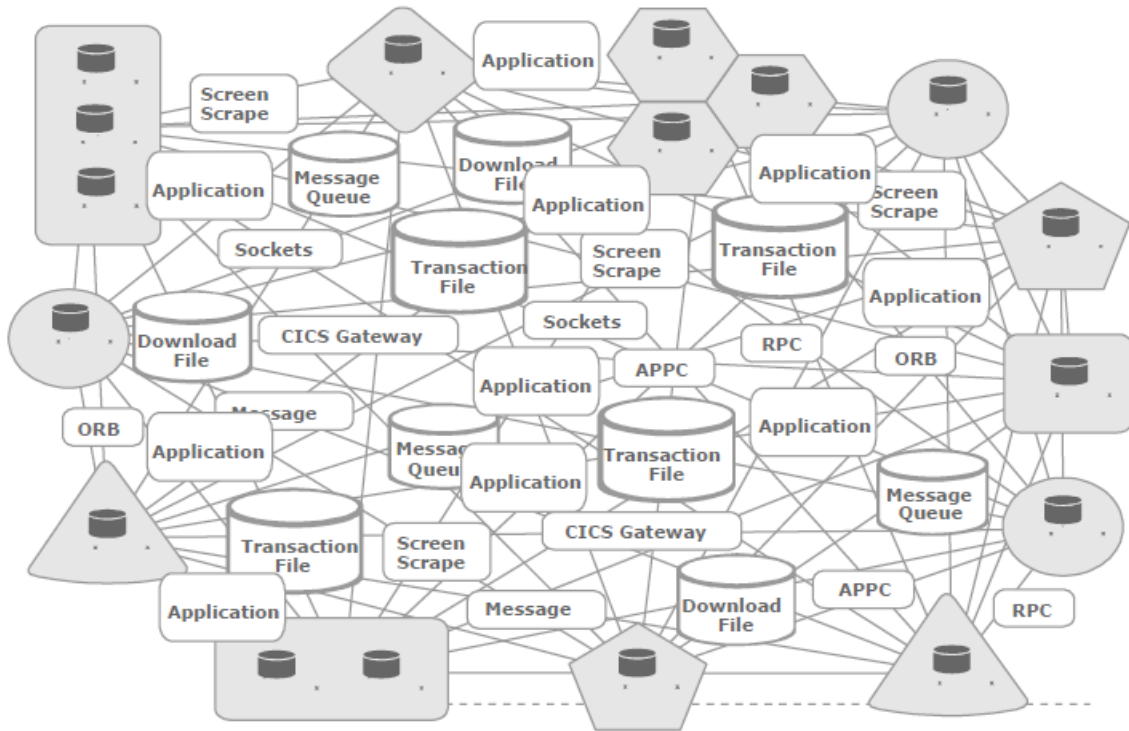 Application
Screen
Scrape
Download
File
Message
Queue
Application
Application
Application
Screen
Scrape
Sockets
Transaction
File
Screen
Scrape
Transaction
File
Application
Download
File
CICS Gateway
Sockets
RPC
ORB
APPC
Application
Message
ORB
Application
Message
Queue
Application
Transaction
File
Application
Message
Queue
Transaction
File
Screen
Scrape
CICS Gateway
Application
Message
Download
File
APPC
RPC